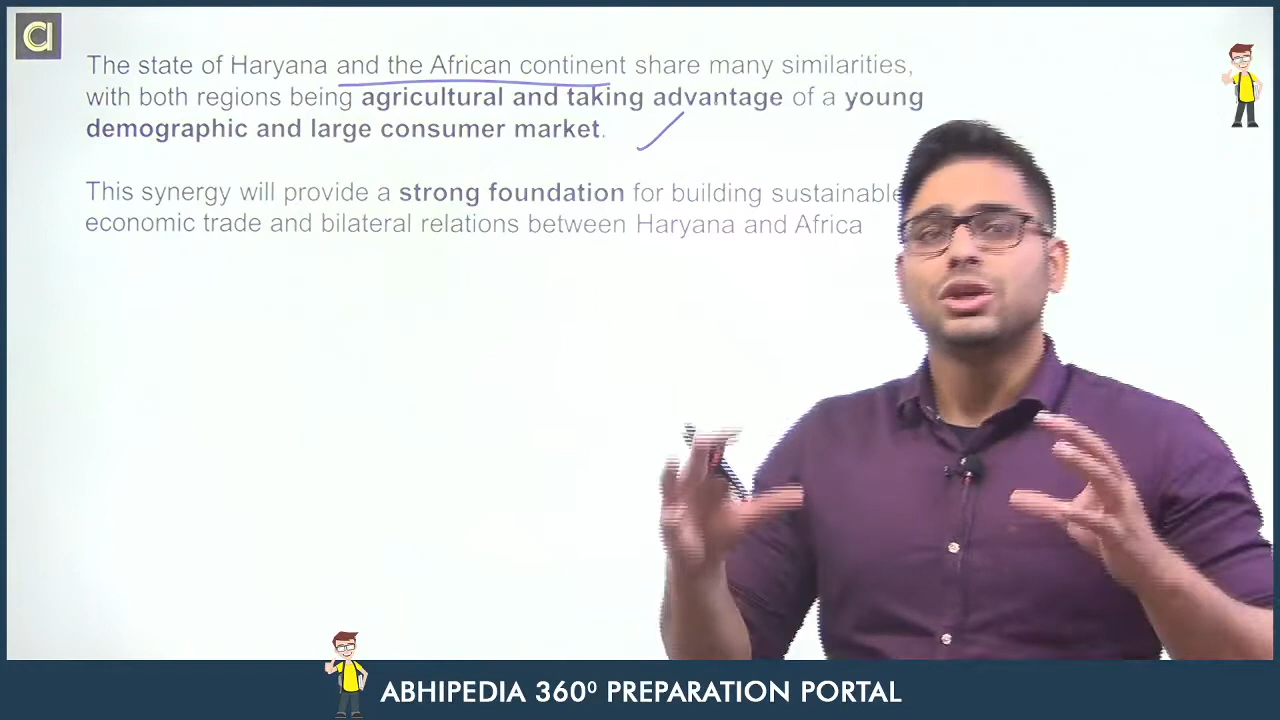 The state of Haryana and the African continent share many similarities,
with both regions being agricultural and taking advantage of a young
demographic and large consumer market.
This synergy will provide a strong foundation for building sustainable
economic trade and bilateral relations between Haryana and Africa
ABHIPEDIA 360⁰ PREPARATION PORTAL